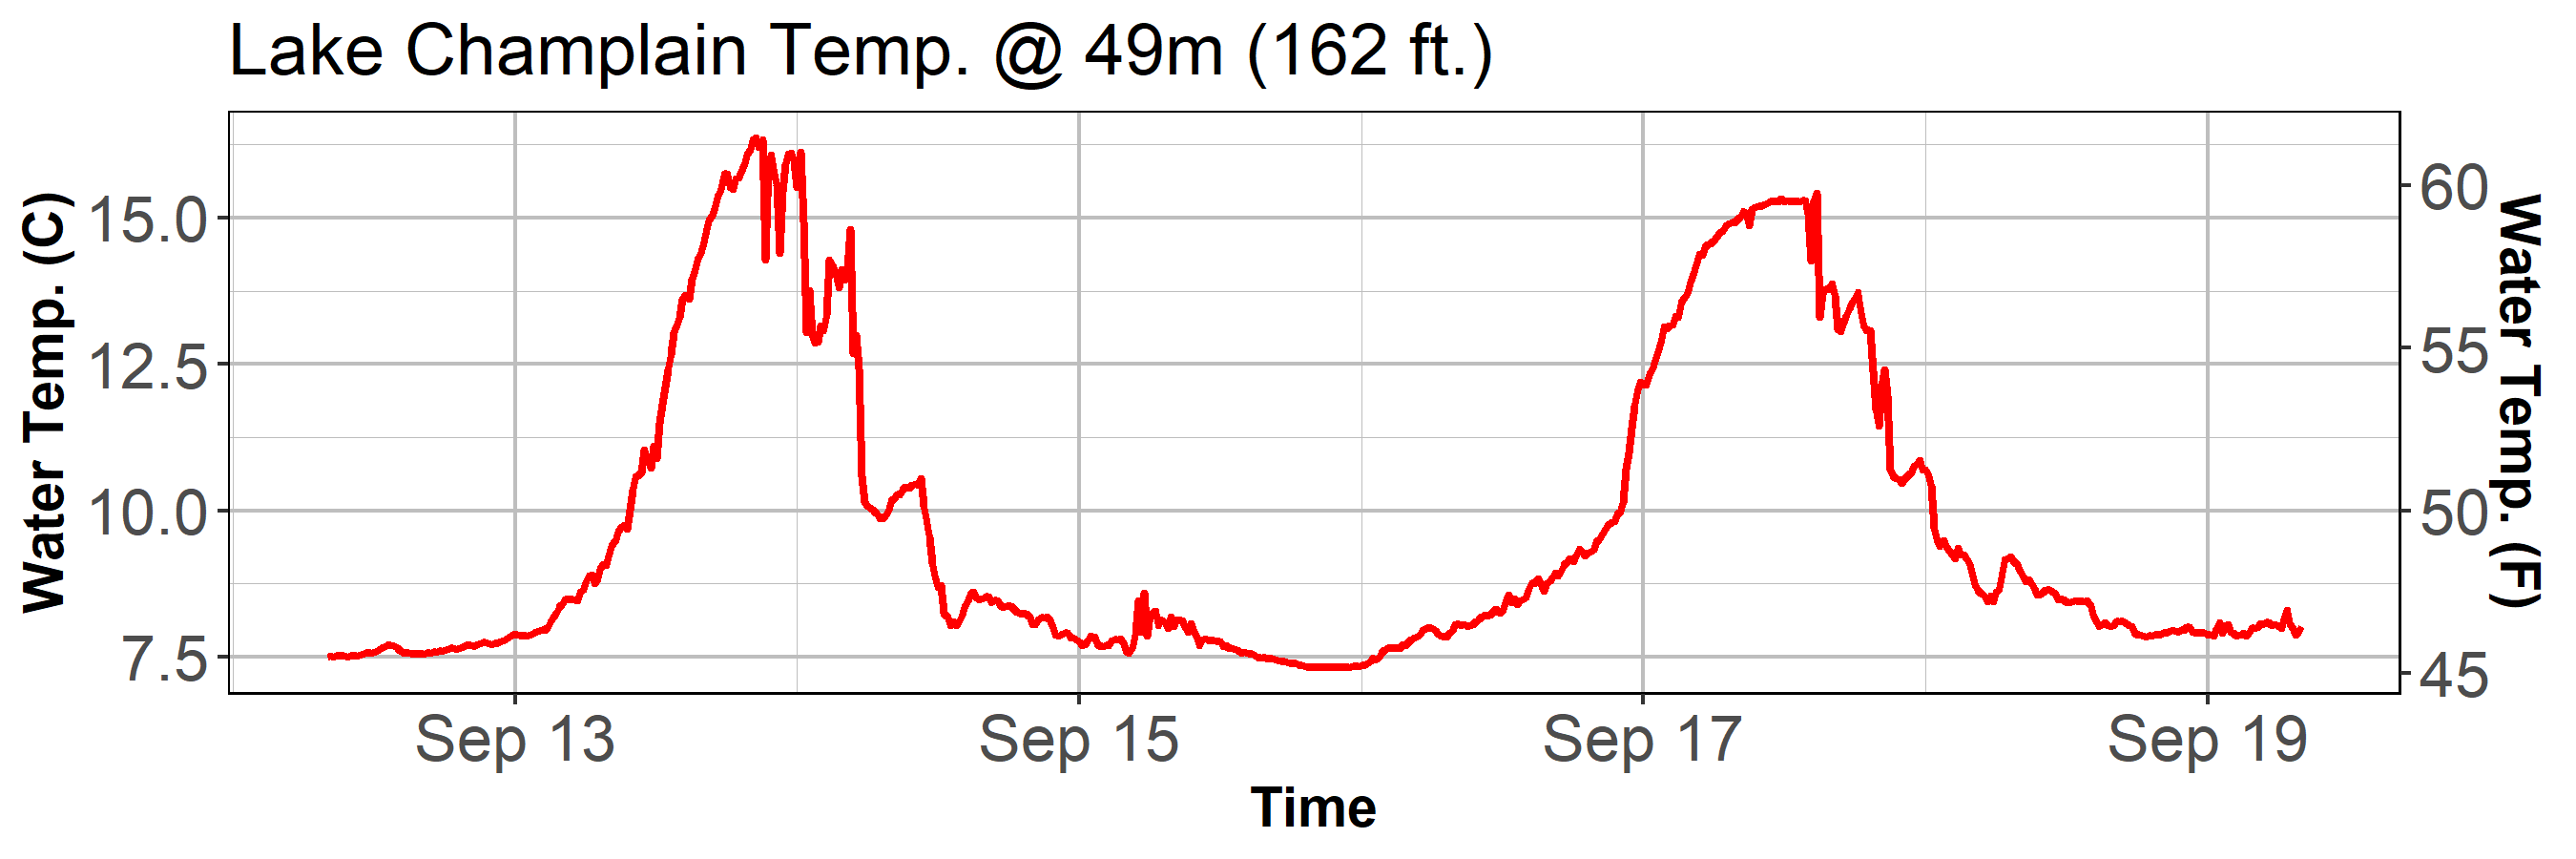 Lake Champlain Temp. @ 49m (162 ft.)
Water Temp. (C)
15.0
12.5
10.0
7.5
60
55
50
45
Water Temp. (F)
Sep 13 Sep 15 Sep 17 Sep 19
Time